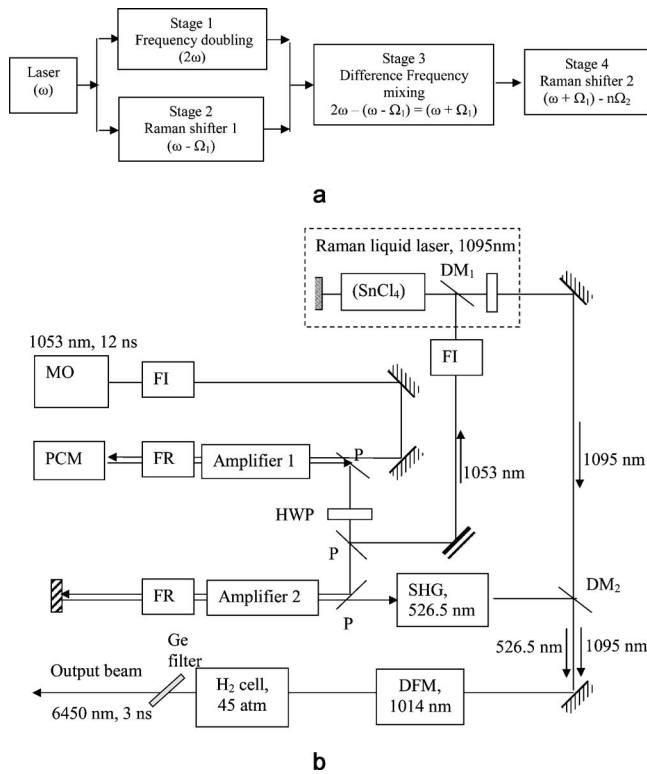 Laser
(ω)
Stage 1
Frequency doubling
(2ω)
Stage 2
Raman shifter 1
(ω - Ω₁)
Stage 3
Difference Frequency
mixing
2ω – (ω - Ω₁) = (ω + Ω₁)
Stage 4
Raman shifter 2
(ω + Ω₁) - nΩ₂
a
Raman liquid laser, 1095nm
(SnCl₄)
DM₁
1053 nm, 12 ns
MO
FI
FI
PCM
FR
Amplifier 1
P
1053 nm
1095 nm
HWP
P
FR
Amplifier 2
P
SHG,
526.5 nm
DM₂
526.5 nm
1095 nm
Ge
filter
Output beam
6450 nm, 3 ns
H₂ cell,
45 atm
DFM,
1014 nm
b